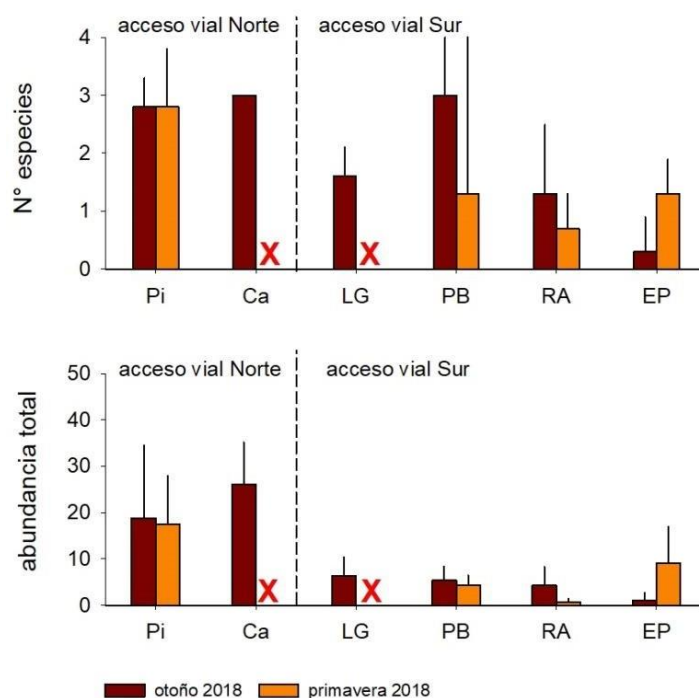 acceso vial Norte
acceso vial Sur
N° especies
4
3
2
1
0
X
X
Pi
Ca
LG
PB
RA
EP
acceso vial Norte
acceso vial Sur
abundancia total
50
40
30
20
10
0
X
X
Pi
Ca
LG
PB
RA
EP
otoño 2018
primavera 2018